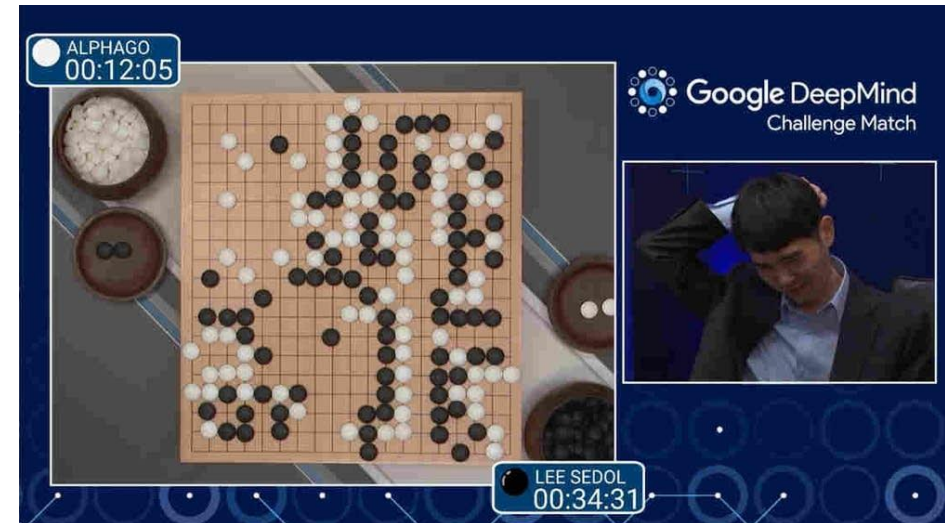 ALPHAGO
00:12:05
Google DeepMind
Challenge Match
LEE SEDOL
00:34:31